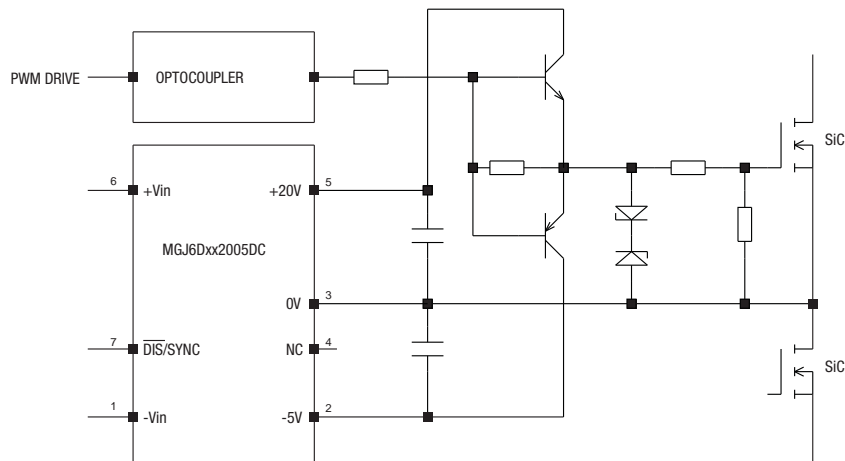 PWM DRIVE
OPTOCOUPLER
SiC
6
+Vin
+20V
5
MGJ6Dxx2005DC
0V
3
7
DIS/SYNC
NC
4
SiC
1
-Vin
-5V
2